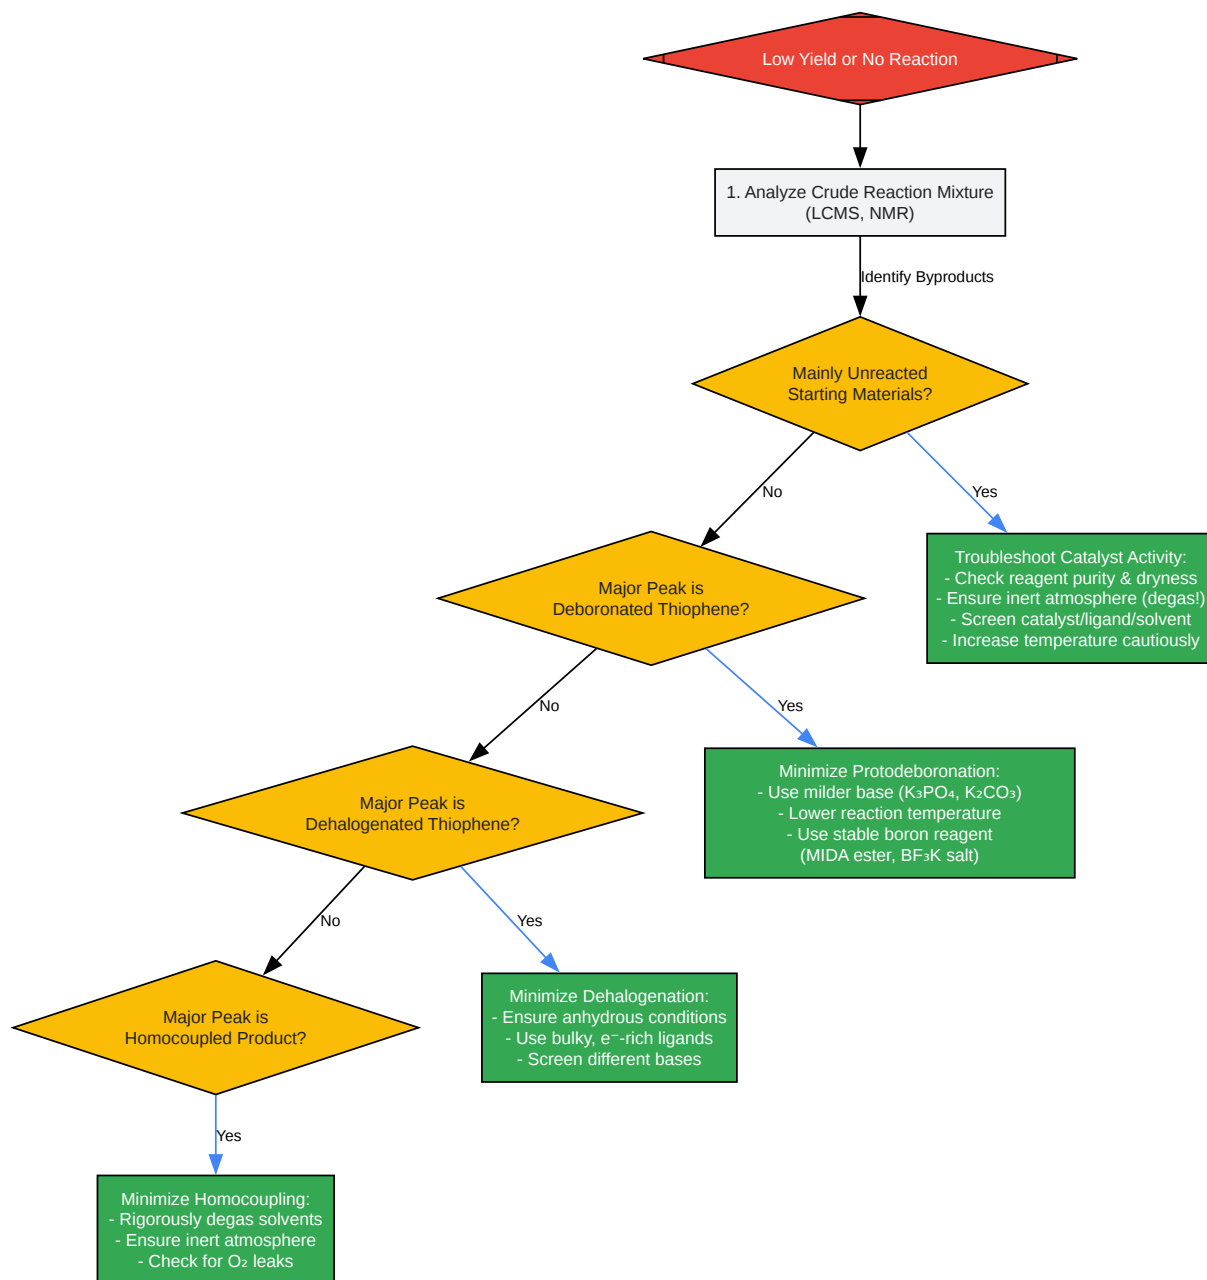 Low Yield or No Reaction
1. Analyze Crude Reaction Mixture
(LCMS, NMR)
Identify Byproducts
Mainly Unreacted
Starting Materials?
No
Yes
Troubleshoot Catalyst Activity:
- Check reagent purity & dryness
- Ensure inert atmosphere (degas!)
- Screen catalyst/ligand/solvent
- Increase temperature cautiously
Major Peak is
Deboronated Thiophene?
No
Yes
Minimize Protodeboronation:
- Use milder base (K₃PO₄, K₂CO₃)
- Lower reaction temperature
- Use stable boron reagent
(MIDA ester, BF₃K salt)
Major Peak is
Dehalogenated Thiophene?
No
Yes
Minimize Dehalogenation:
- Ensure anhydrous conditions
- Use bulky, e⁻-rich ligands
- Screen different bases
Major Peak is
Homocoupled Product?
Yes
Minimize Homocoupling:
- Rigorously degas solvents
- Ensure inert atmosphere
- Check for O₂ leaks